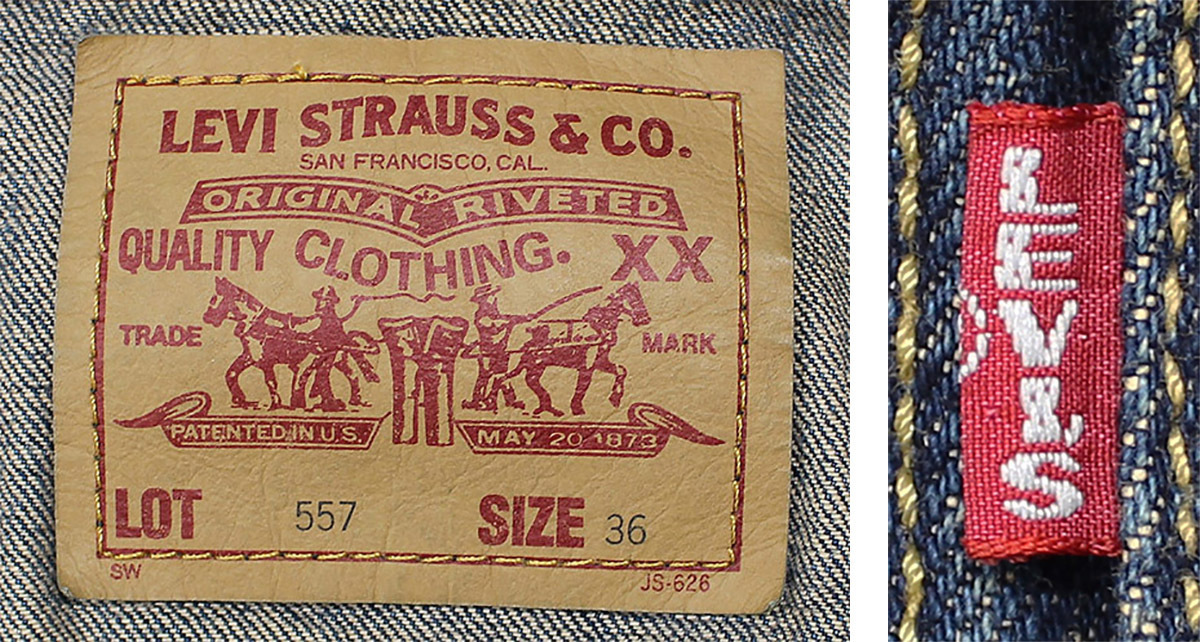 LEVI STRAUSS & CO.
SAN FRANCISCO, CAL.
ORIGINAL RIVETED
QUALITY CLOTHING. XX
TRADE MARK
PATENTED IN U.S. MAY 20 1873
LOT 557 SIZE 36
SW JS-626
LEVI'S
®